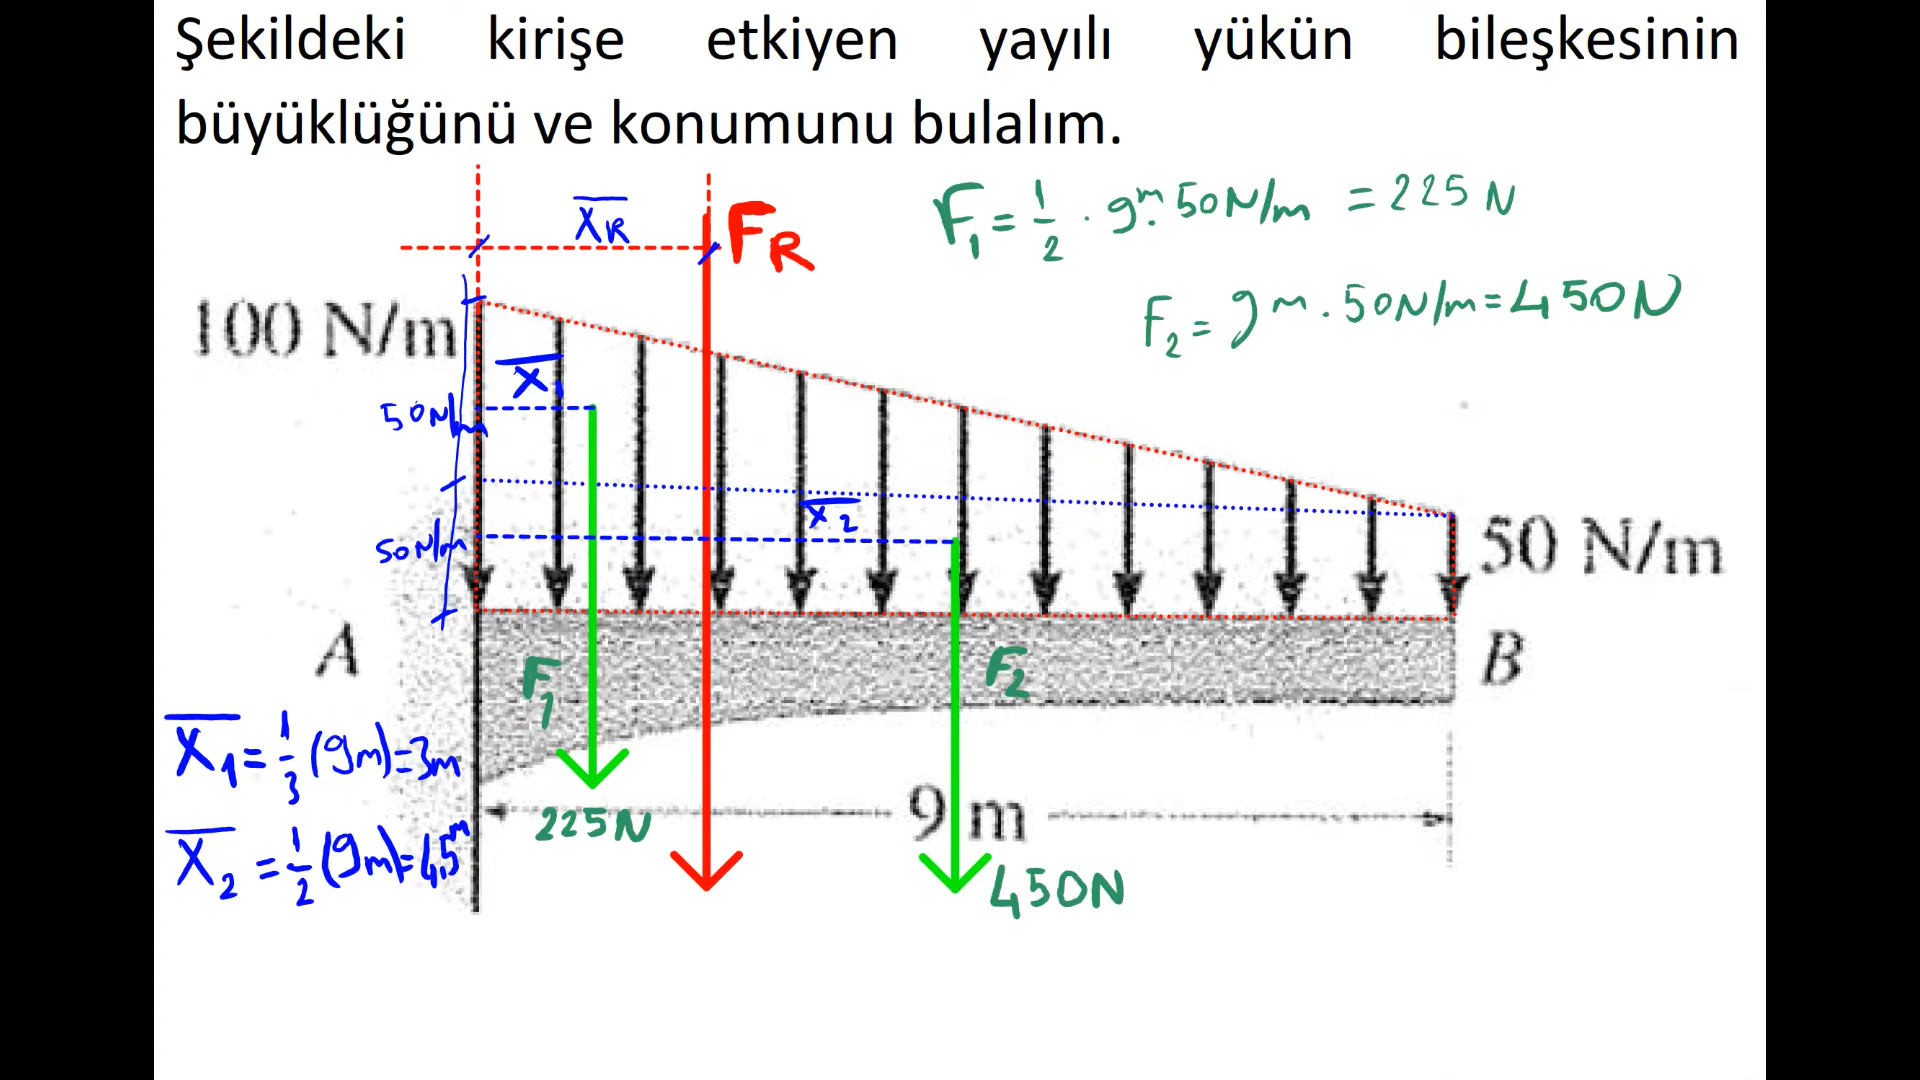 Şekildeki kirişe etkiyen yayılı yükün bileşkesinin
büyüklüğünü ve konumunu bulalım.
F₁ = 1/2 . 9m . 50N/m = 225 N
X̅R
FR
F₂ = 9m . 50N/m = 450N
100 N/m
X̅₁
50N/m
X̅₂
50N/m
50 N/m
A
F₁
F₂
B
X̅₁ = 1/3 (9m) = 3m
225N
9 m
X̅₂ = 1/2 (9m) = 4,5m
450N